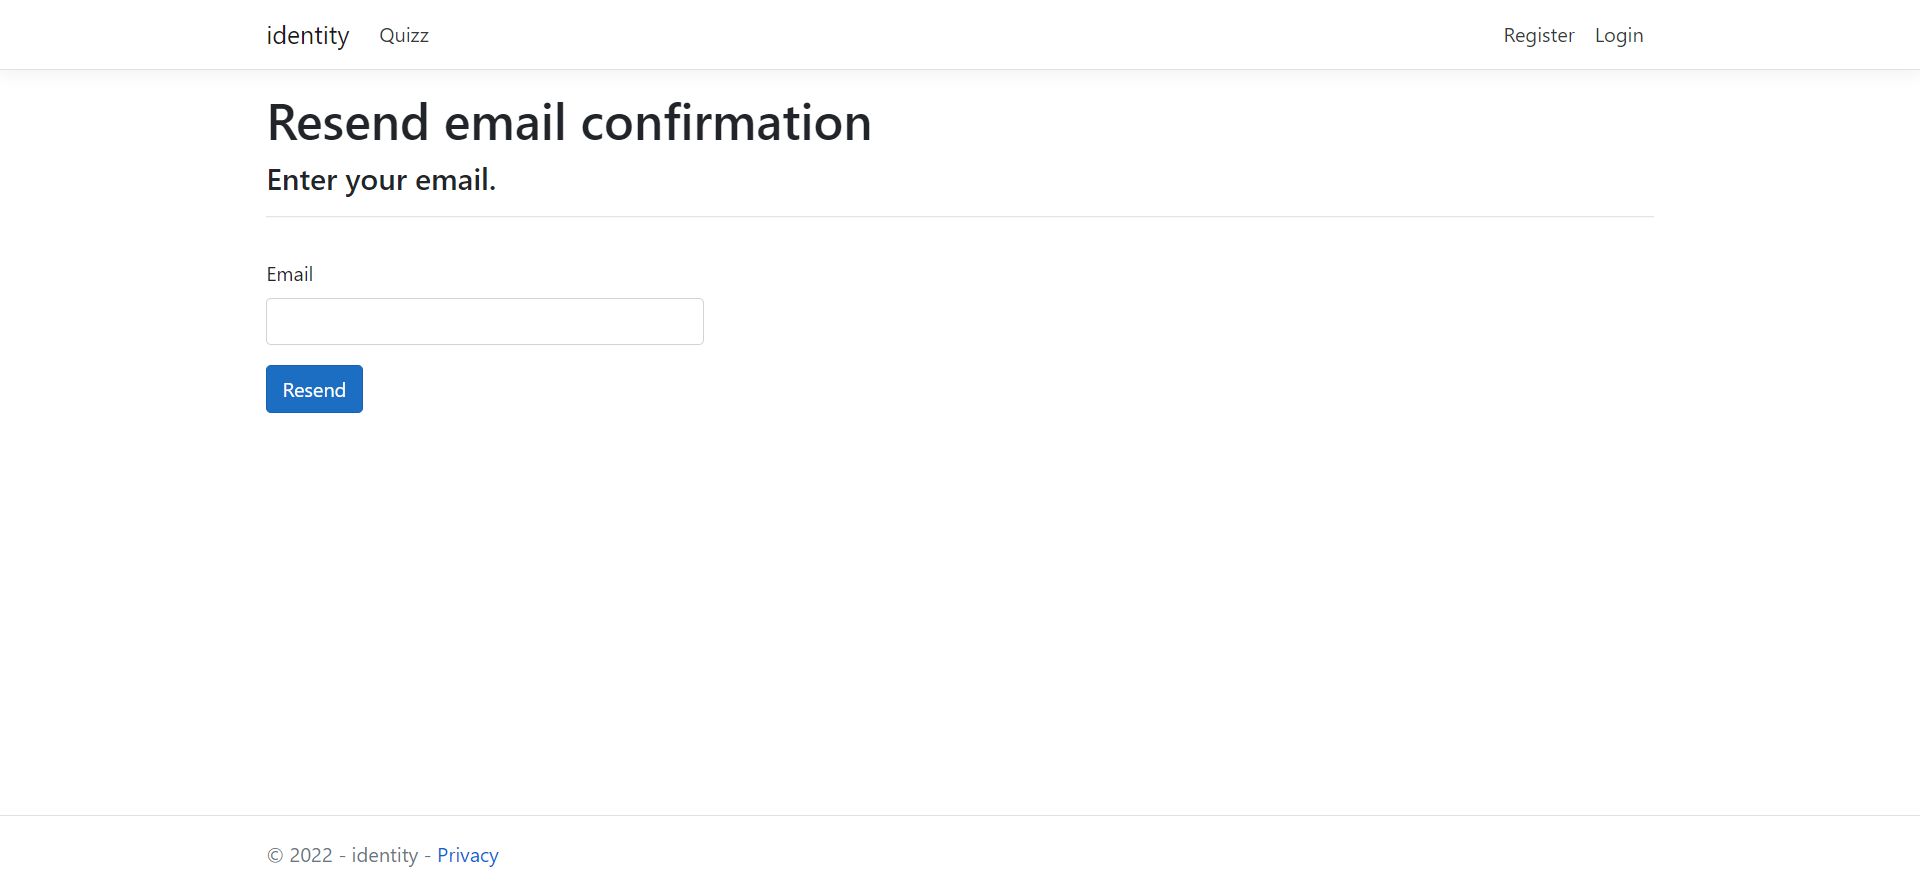 identity Quizz Register Login
Resend email confirmation
Enter your email.
Email
Resend
© 2022 - identity - Privacy